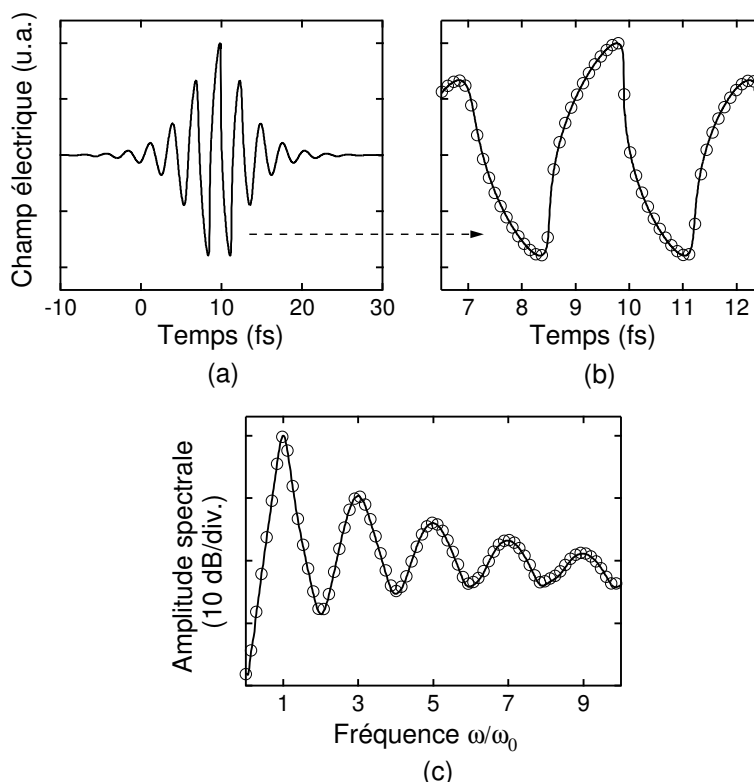 Champ électrique (u.a.)
-10 0 10 20 30
Temps (fs)
(a)
7 8 9 10 11 12
Temps (fs)
(b)
Amplitude spectrale
(10 dB/div.)
1 3 5 7 9
Fréquence ω/ω₀
(c)